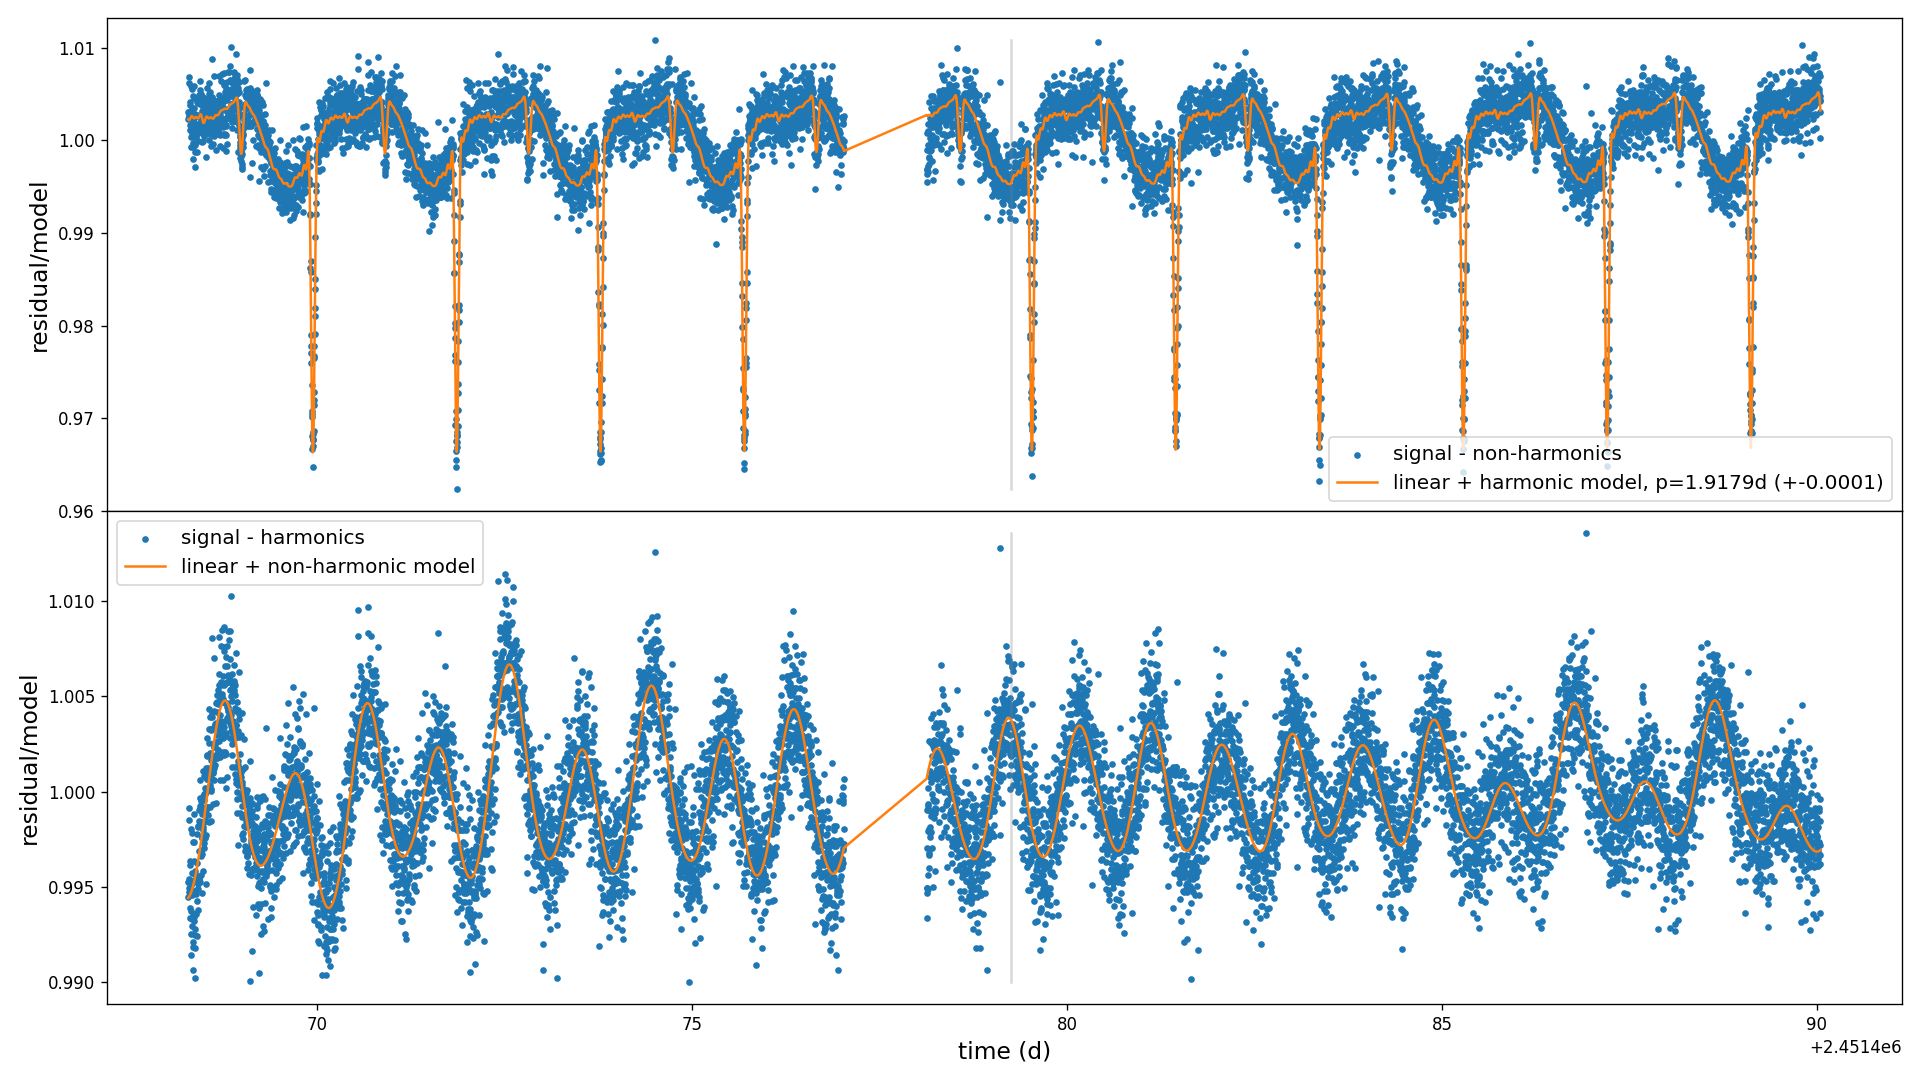 residual/model
1.01
1.00
0.99
0.98
0.97
0.96
signal - non-harmonics
linear + harmonic model, p=1.9179d (+-0.0001)
residual/model
signal - harmonics
linear + non-harmonic model
1.010
1.005
1.000
0.995
0.990
70 75 80 85 90
time (d)
+2.4514e6